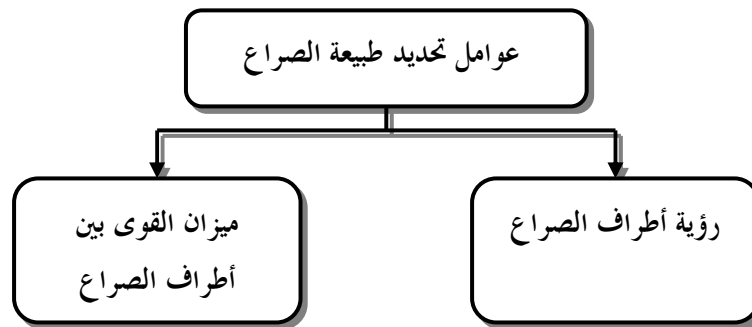 عوامل تحديد طبيعة الصراع
رؤية أطراف الصراع
ميزان القوى بين
أطراف الصراع